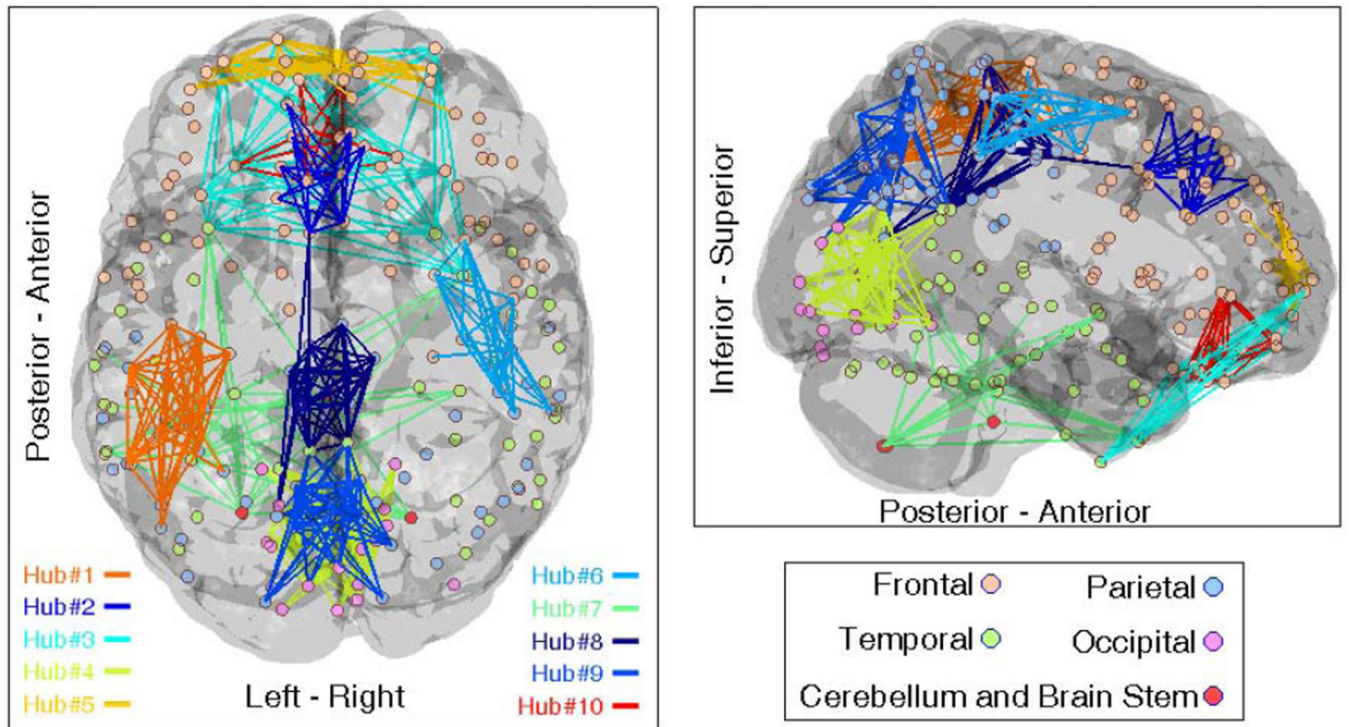 Posterior - Anterior
Hub#1
Hub#2
Hub#3
Hub#4
Hub#5
Left - Right
Hub#6
Hub#7
Hub#8
Hub#9
Hub#10
Inferior - Superior
Posterior - Anterior
Frontal
Parietal
Temporal
Occipital
Cerebellum and Brain Stem